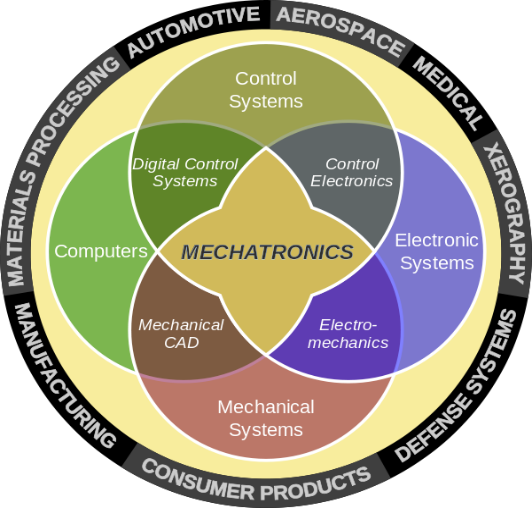 AUTOMOTIVE
AEROSPACE
MEDICAL
XEROGRAPHY
DEFENSE SYSTEMS
CONSUMER PRODUCTS
MANUFACTURING
MATERIALS PROCESSING
Control
Systems
Digital Control
Systems
Control
Electronics
Computers
MECHATRONICS
Electronic
Systems
Mechanical
CAD
Electro-
mechanics
Mechanical
Systems